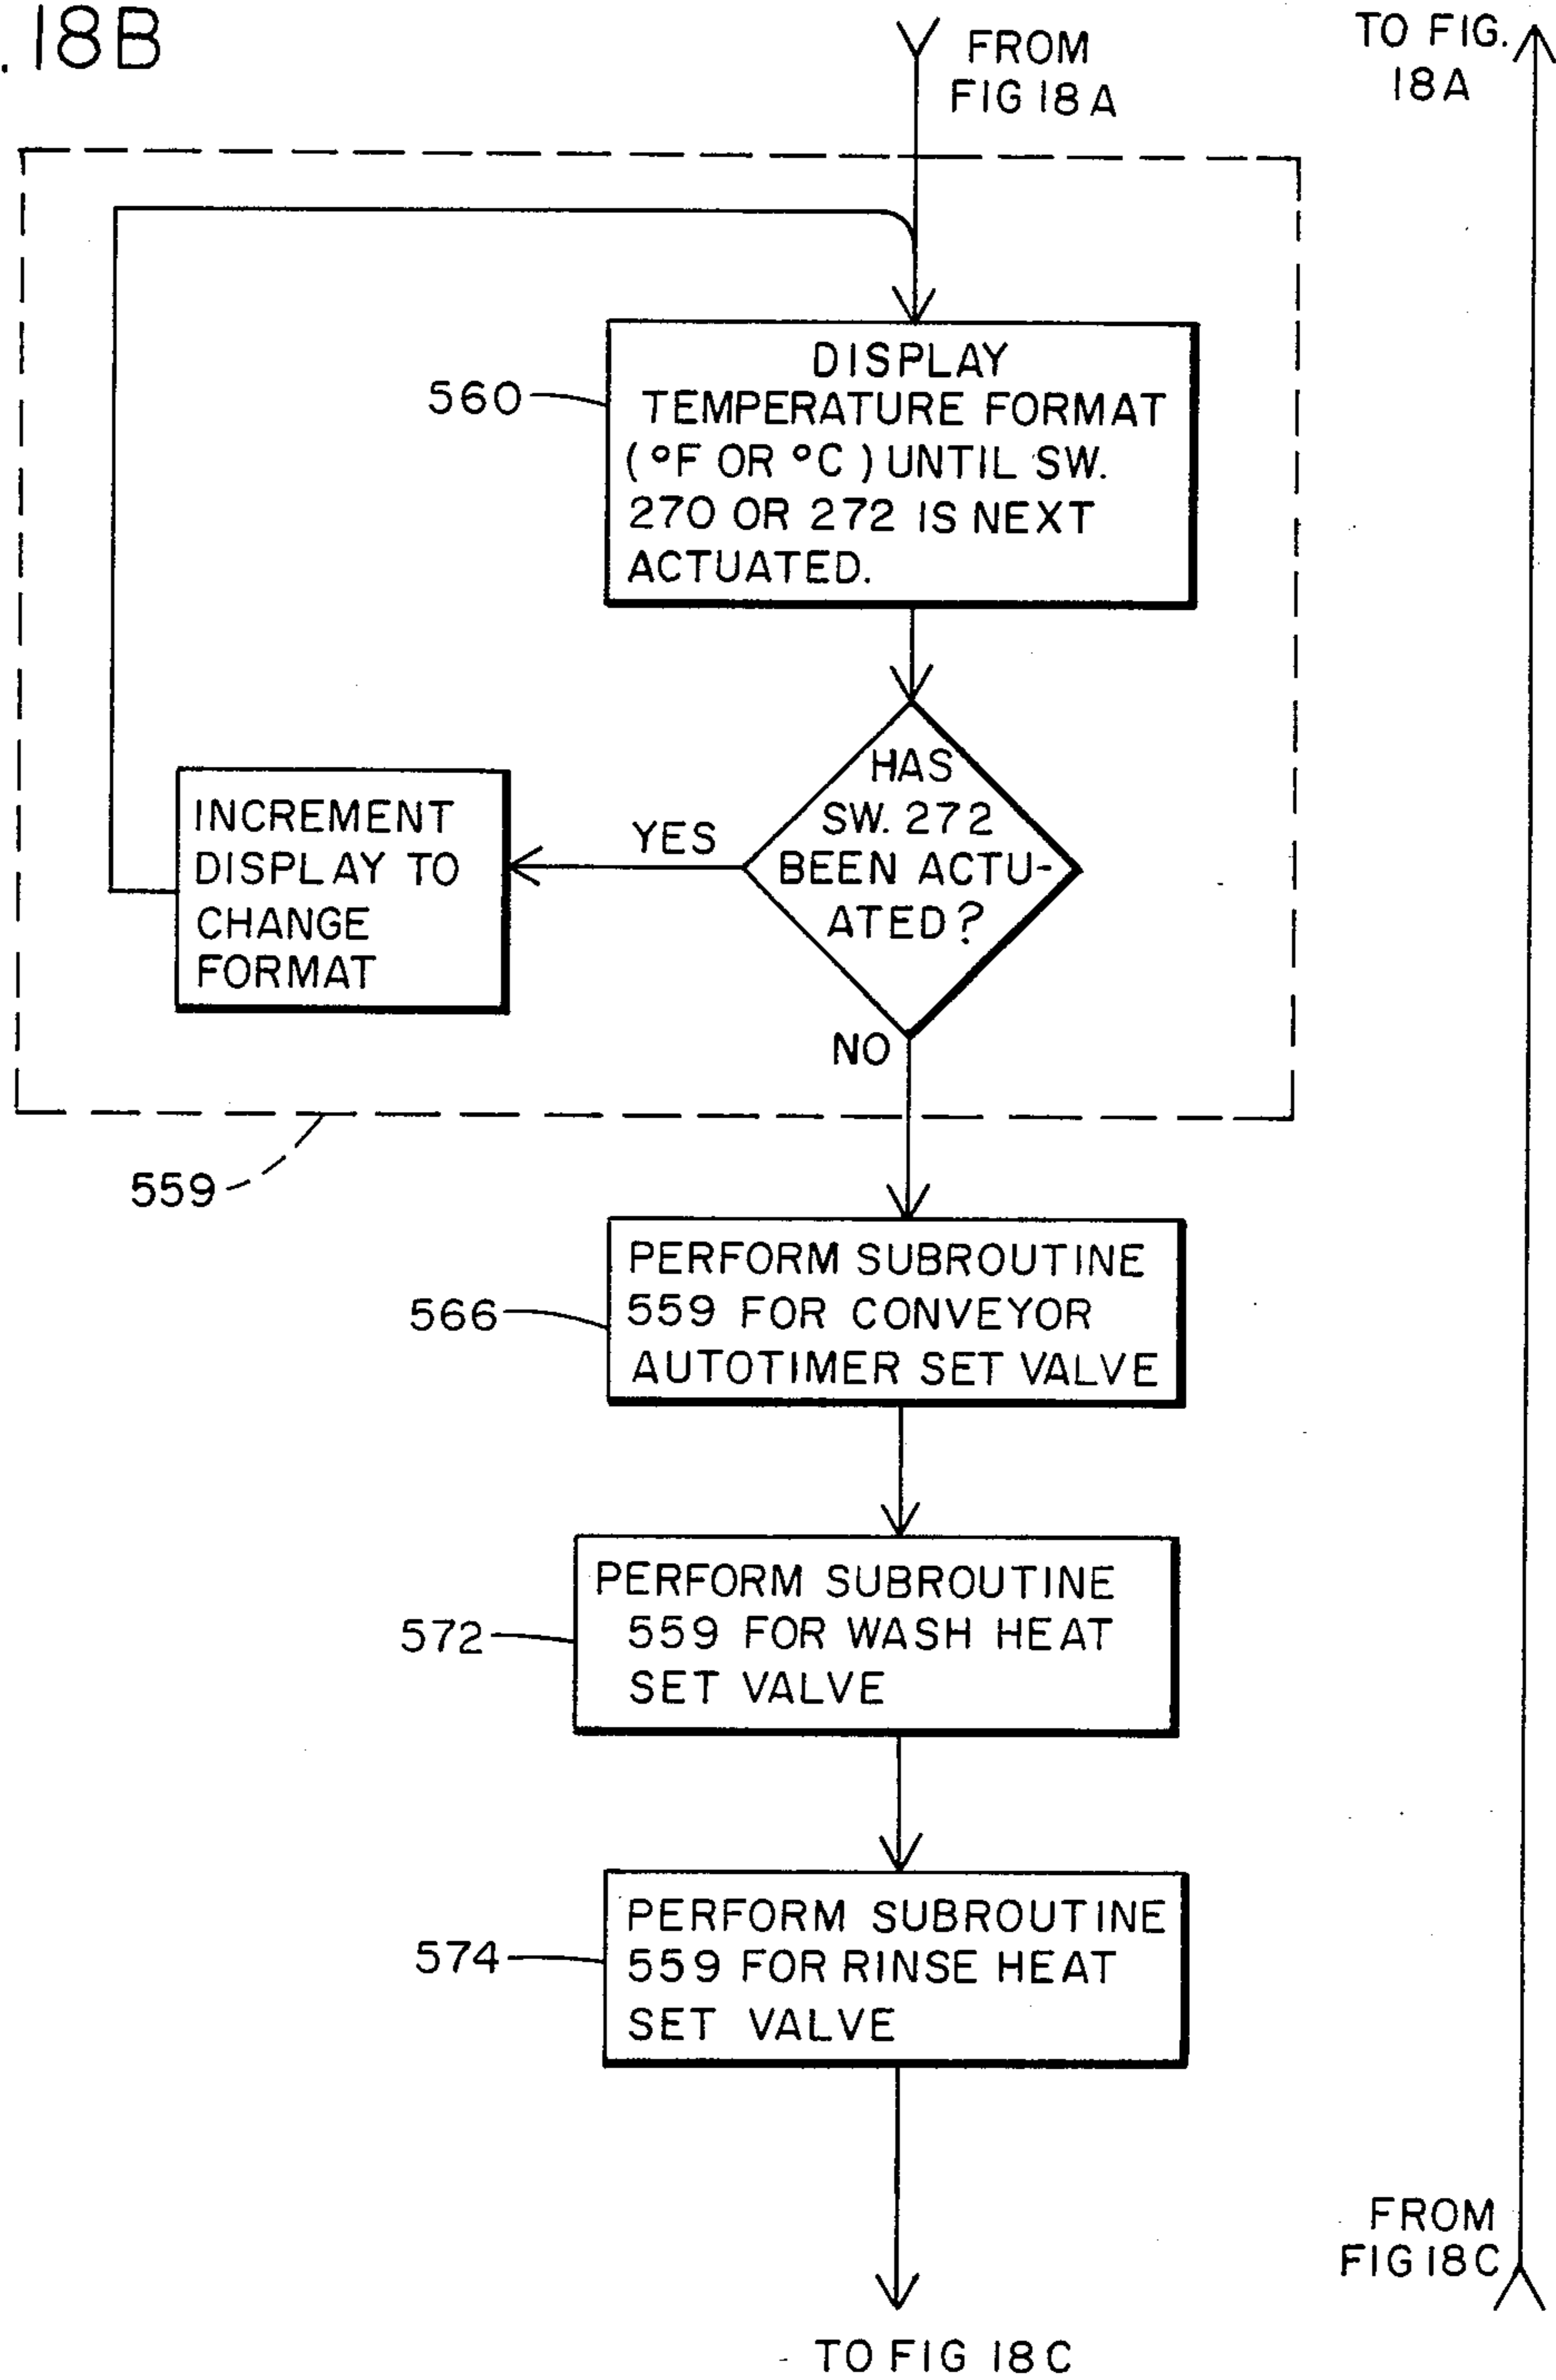 . 18B
FROM
FIG 18A
TO FIG.
18A
560
DISPLAY
TEMPERATURE FORMAT
(°F OR °C) UNTIL SW.
270 OR 272 IS NEXT
ACTUATED.
HAS
SW. 272
BEEN ACTU-
ATED?
YES
INCREMENT
DISPLAY TO
CHANGE
FORMAT
NO
559
566
PERFORM SUBROUTINE
559 FOR CONVEYOR
AUTOTIMER SET VALVE
572
PERFORM SUBROUTINE
559 FOR WASH HEAT
SET VALVE
574
PERFORM SUBROUTINE
559 FOR RINSE HEAT
SET VALVE
FROM
FIG 18C
TO FIG 18C